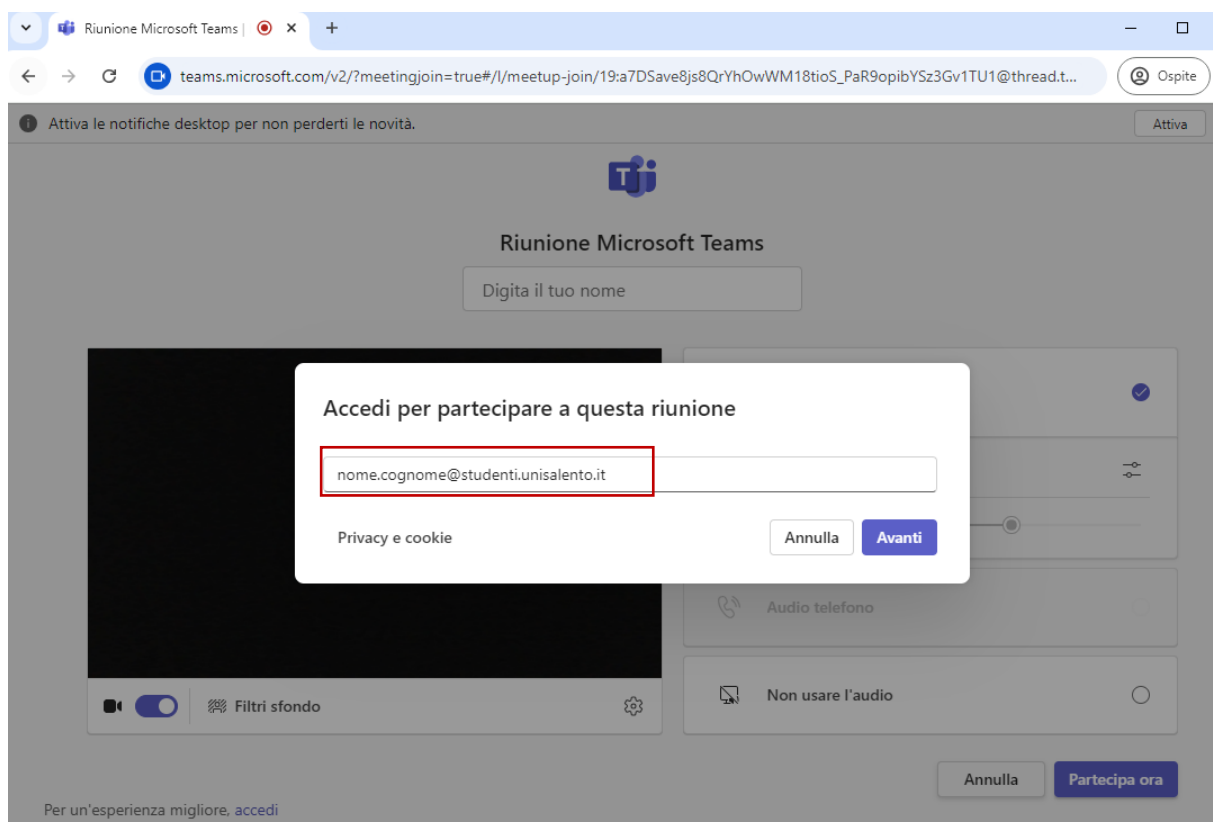 Riunione Microsoft Teams |
teams.microsoft.com/v2/?meetingjoin=true#/l/meetup-join/19:a7DSave8js8QrYhOwWM18tioS_PaR9opibYSz3Gv1TU1@thread.t...
Ospite
Attiva le notifiche desktop per non perderti le novità.
Attiva
Riunione Microsoft Teams
Digita il tuo nome
Accedi per partecipare a questa riunione
nome.cognome@studenti.unisalento.it
Privacy e cookie
Annulla
Avanti
Audio telefono
Filtri sfondo
Non usare l'audio
Annulla
Partecipa ora
Per un'esperienza migliore, accedi